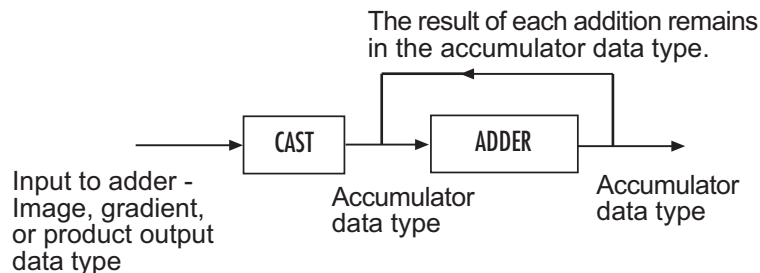 The result of each addition remains
in the accumulator data type.
CAST
ADDER
Input to adder -
Image, gradient,
or product output
data type
Accumulator
data type
Accumulator
data type